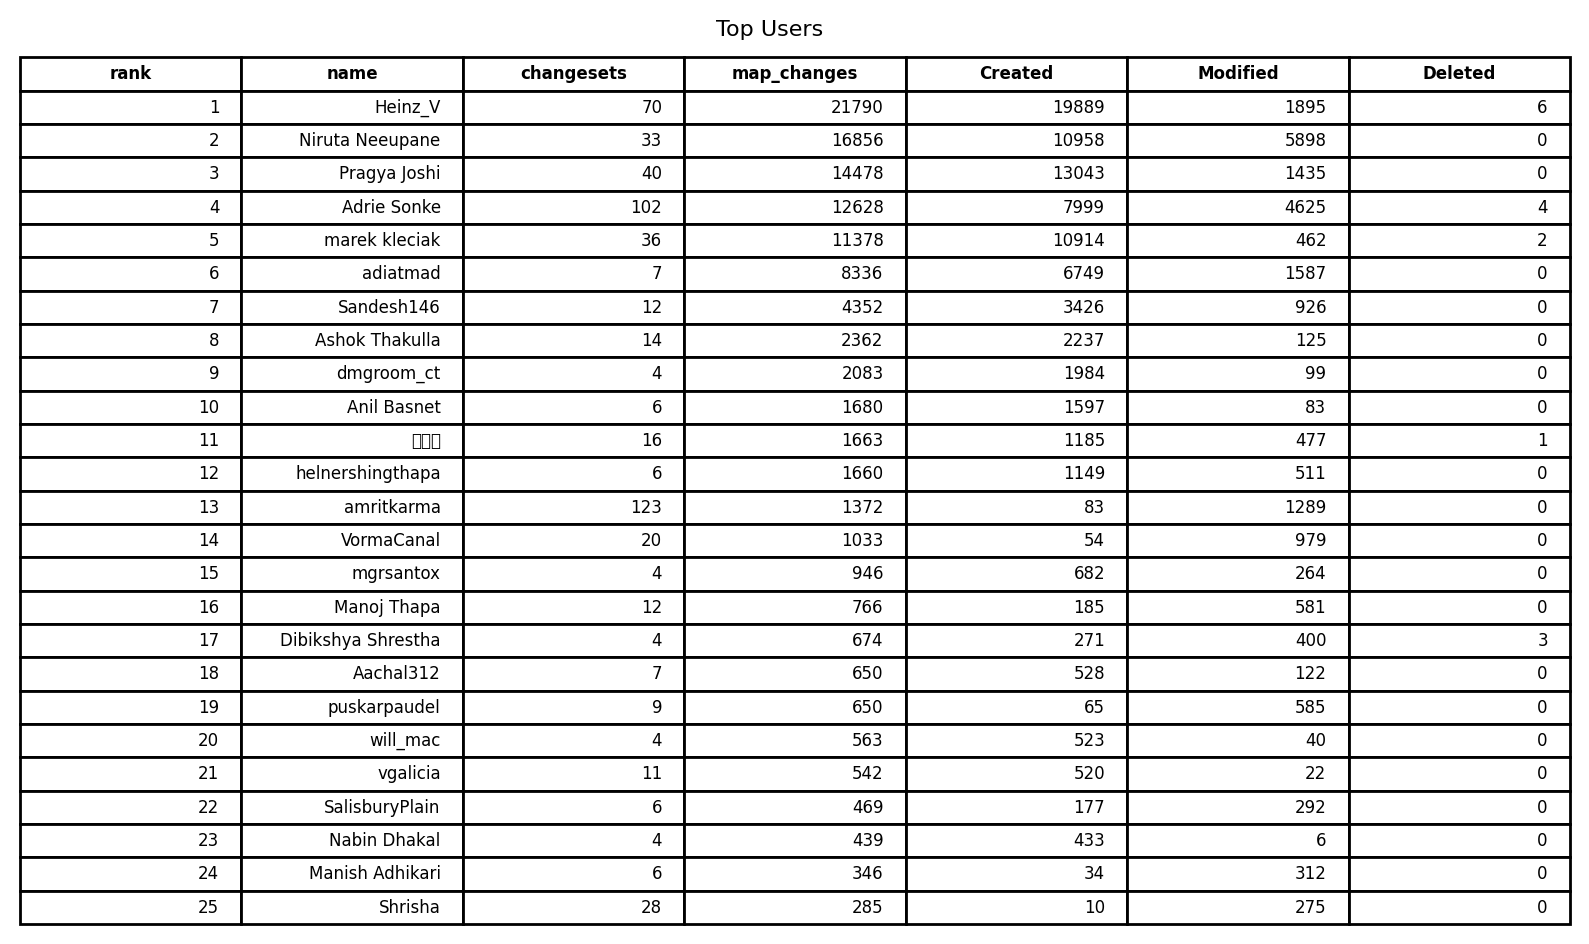 Top Users
rank name changesets map_changes Created Modified Deleted
1 Heinz_V 70 21790 19889 1895 6
2 Niruta Neeupane 33 16856 10958 5898 0
3 Pragya Joshi 40 14478 13043 1435 0
4 Adrie Sonke 102 12628 7999 4625 4
5 marek kleciak 36 11378 10914 462 2
6 adiatmad 7 8336 6749 1587 0
7 Sandesh146 12 4352 3426 926 0
8 Ashok Thakulla 14 2362 2237 125 0
9 dmgroom_ct 4 2083 1984 99 0
10 Anil Basnet 6 1680 1597 83 0
11 16 1663 1185 477 1
12 helnershingthapa 6 1660 1149 511 0
13 amritkarma 123 1372 83 1289 0
14 VormaCanal 20 1033 54 979 0
15 mgrsantox 4 946 682 264 0
16 Manoj Thapa 12 766 185 581 0
17 Dibikshya Shrestha 4 674 271 400 3
18 Aachal312 7 650 528 122 0
19 puskarpaudel 9 650 65 585 0
20 will_mac 4 563 523 40 0
21 vgalicia 11 542 520 22 0
22 SalisburyPlain 6 469 177 292 0
23 Nabin Dhakal 4 439 433 6 0
24 Manish Adhikari 6 346 34 312 0
25 Shrisha 28 285 10 275 0